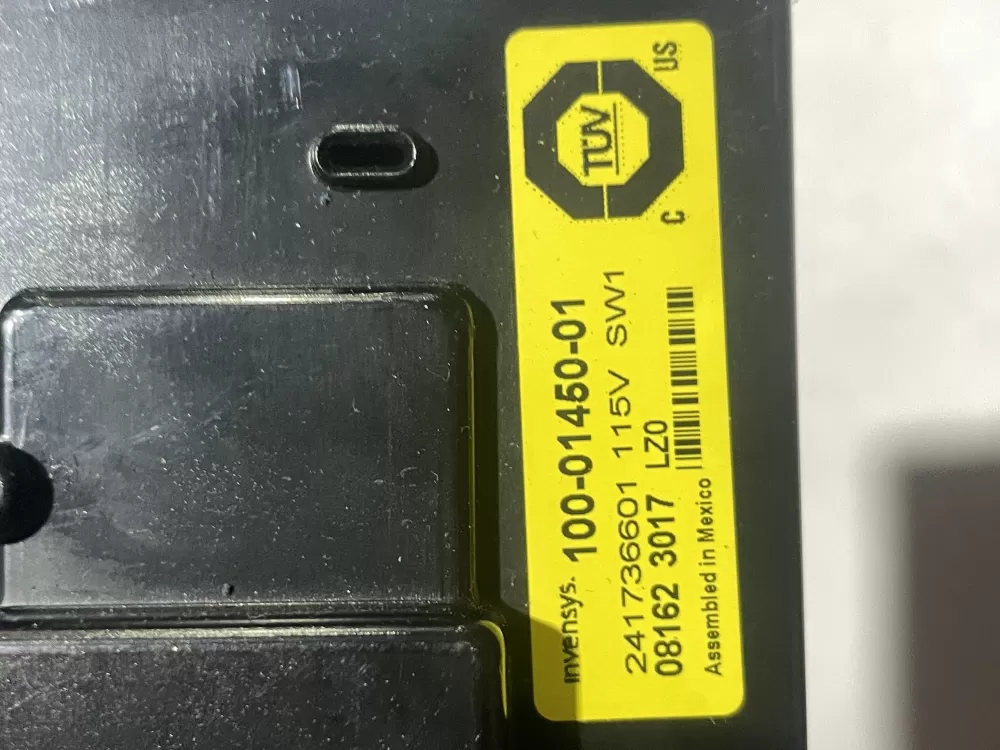 TÜV
C US
invensys. 100-01450-01
241736601 115V SW1
08162 3017 LZ0
Assembled in Mexico